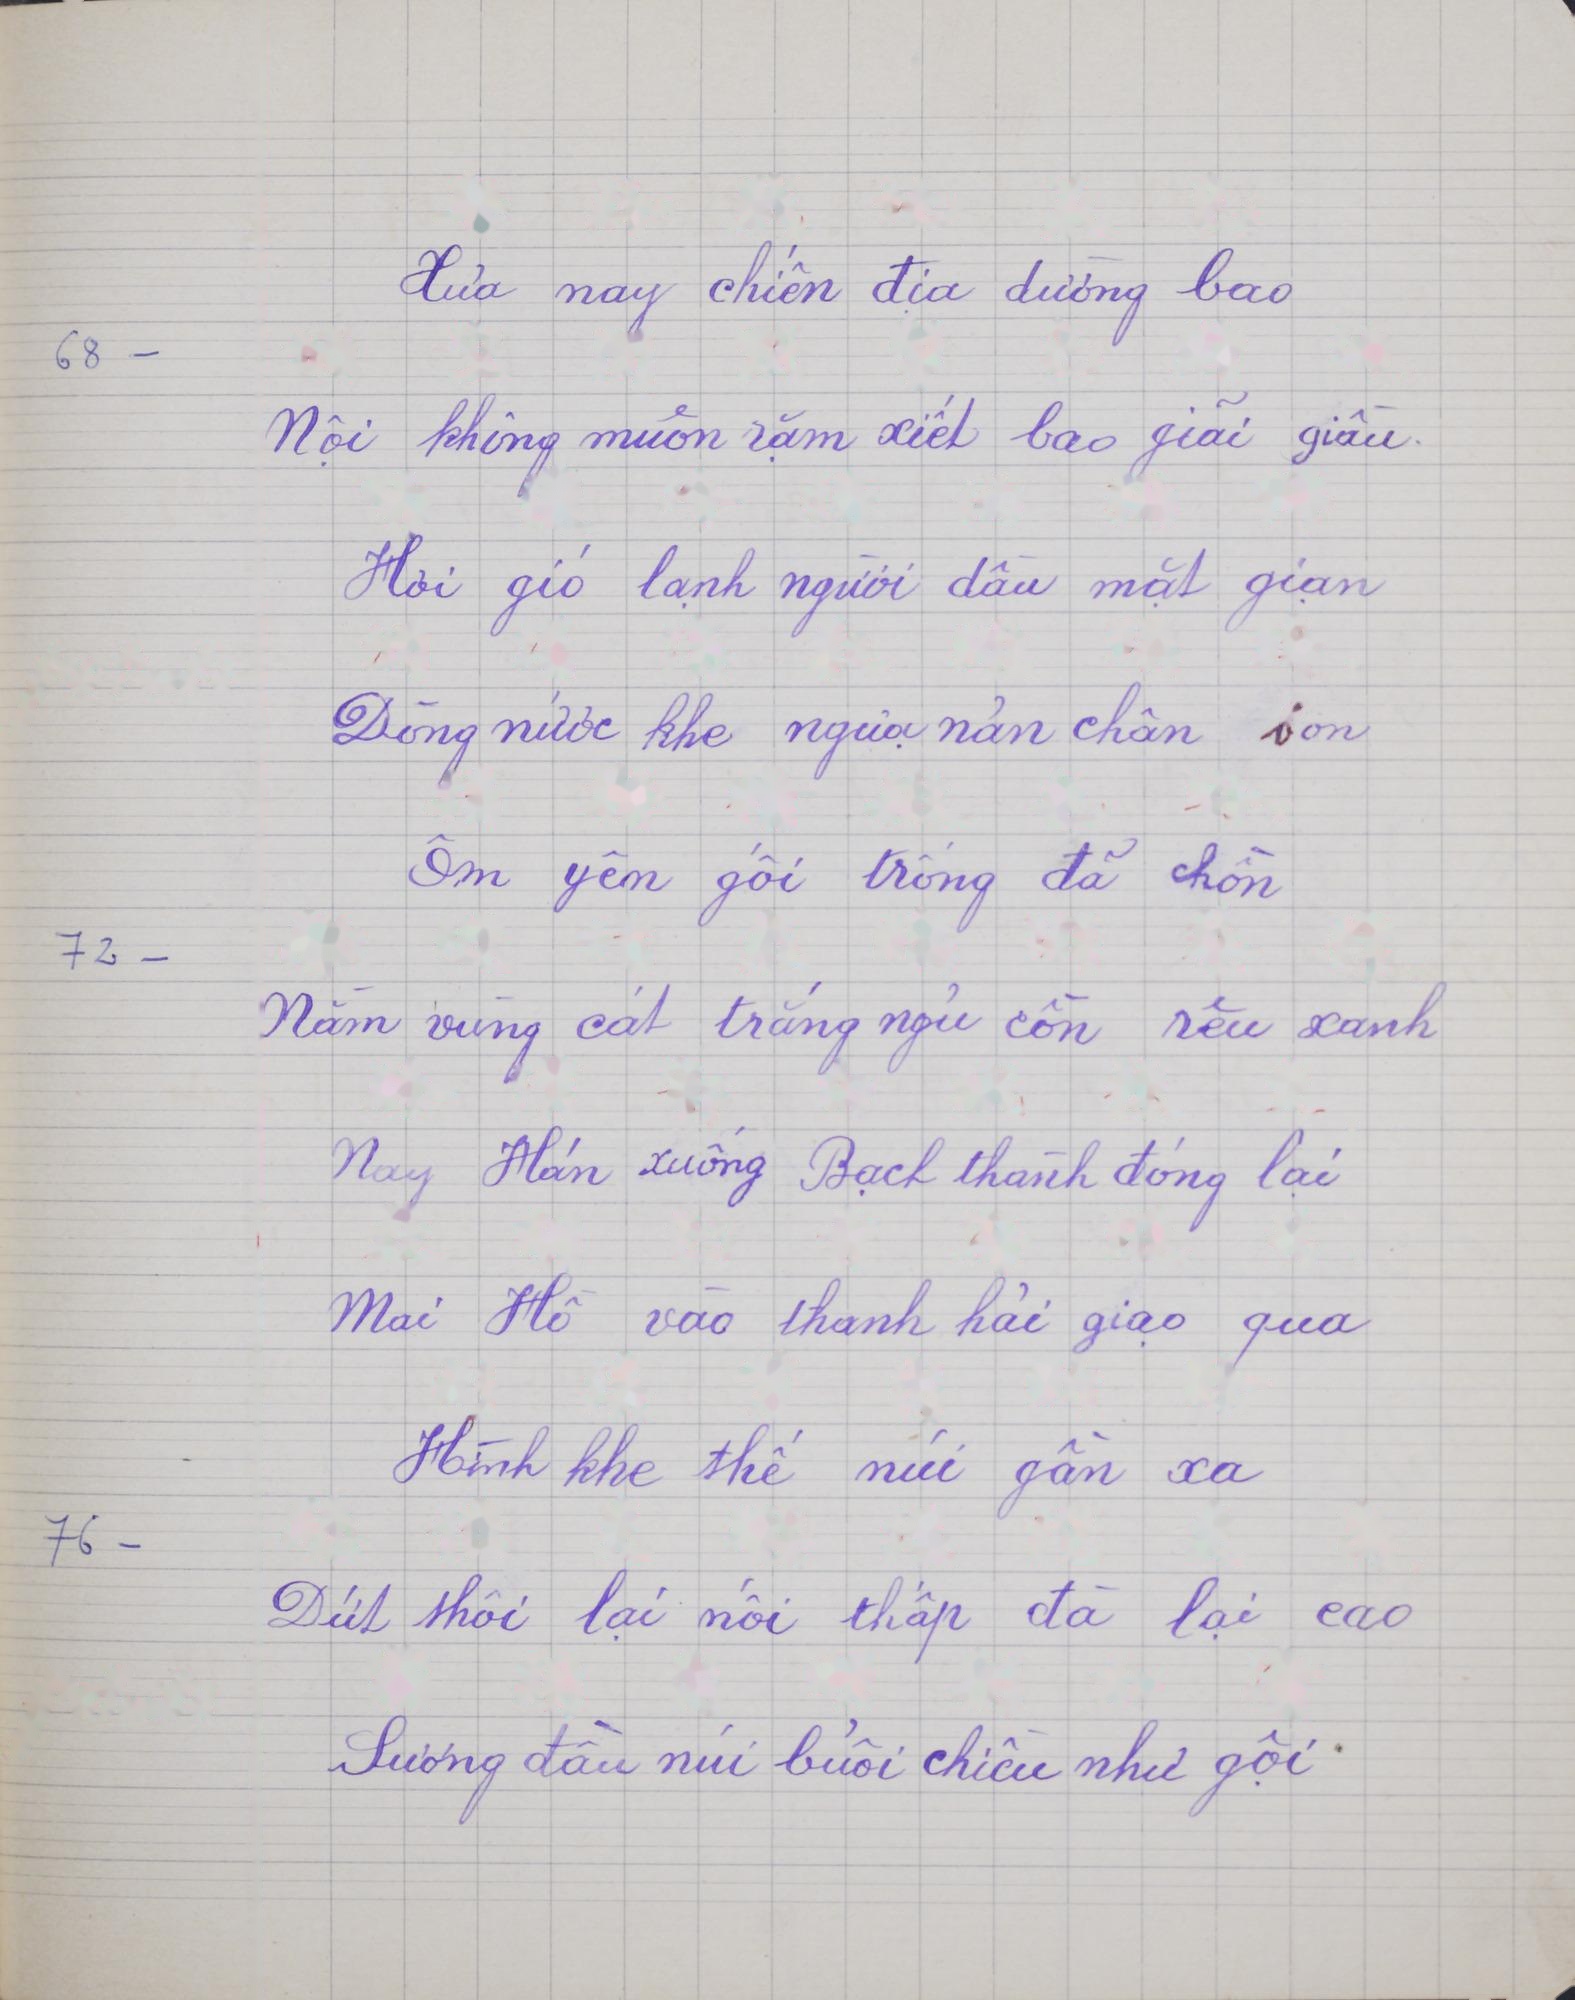 Xưa nay chiến địa dường bao
68 -
Nội không muôn rặm xiết bao giãi giầu.
Hơi gió lạnh người dầu mặt giạn
Dòng nước khe ngựa nản chân bon
Ôm yên gối trống đã chồn
72 -
Nằm vùng cát trắng ngủ cồn rêu xanh
Nay Hán xuống Bạch thành đóng lại
Mai Hồ vào thanh hải giạo qua
Hình khe thế núi gần xa
76 -
Dứt thôi lại nối thấp đà lại cao
Sương đầu núi buổi chiều như gội